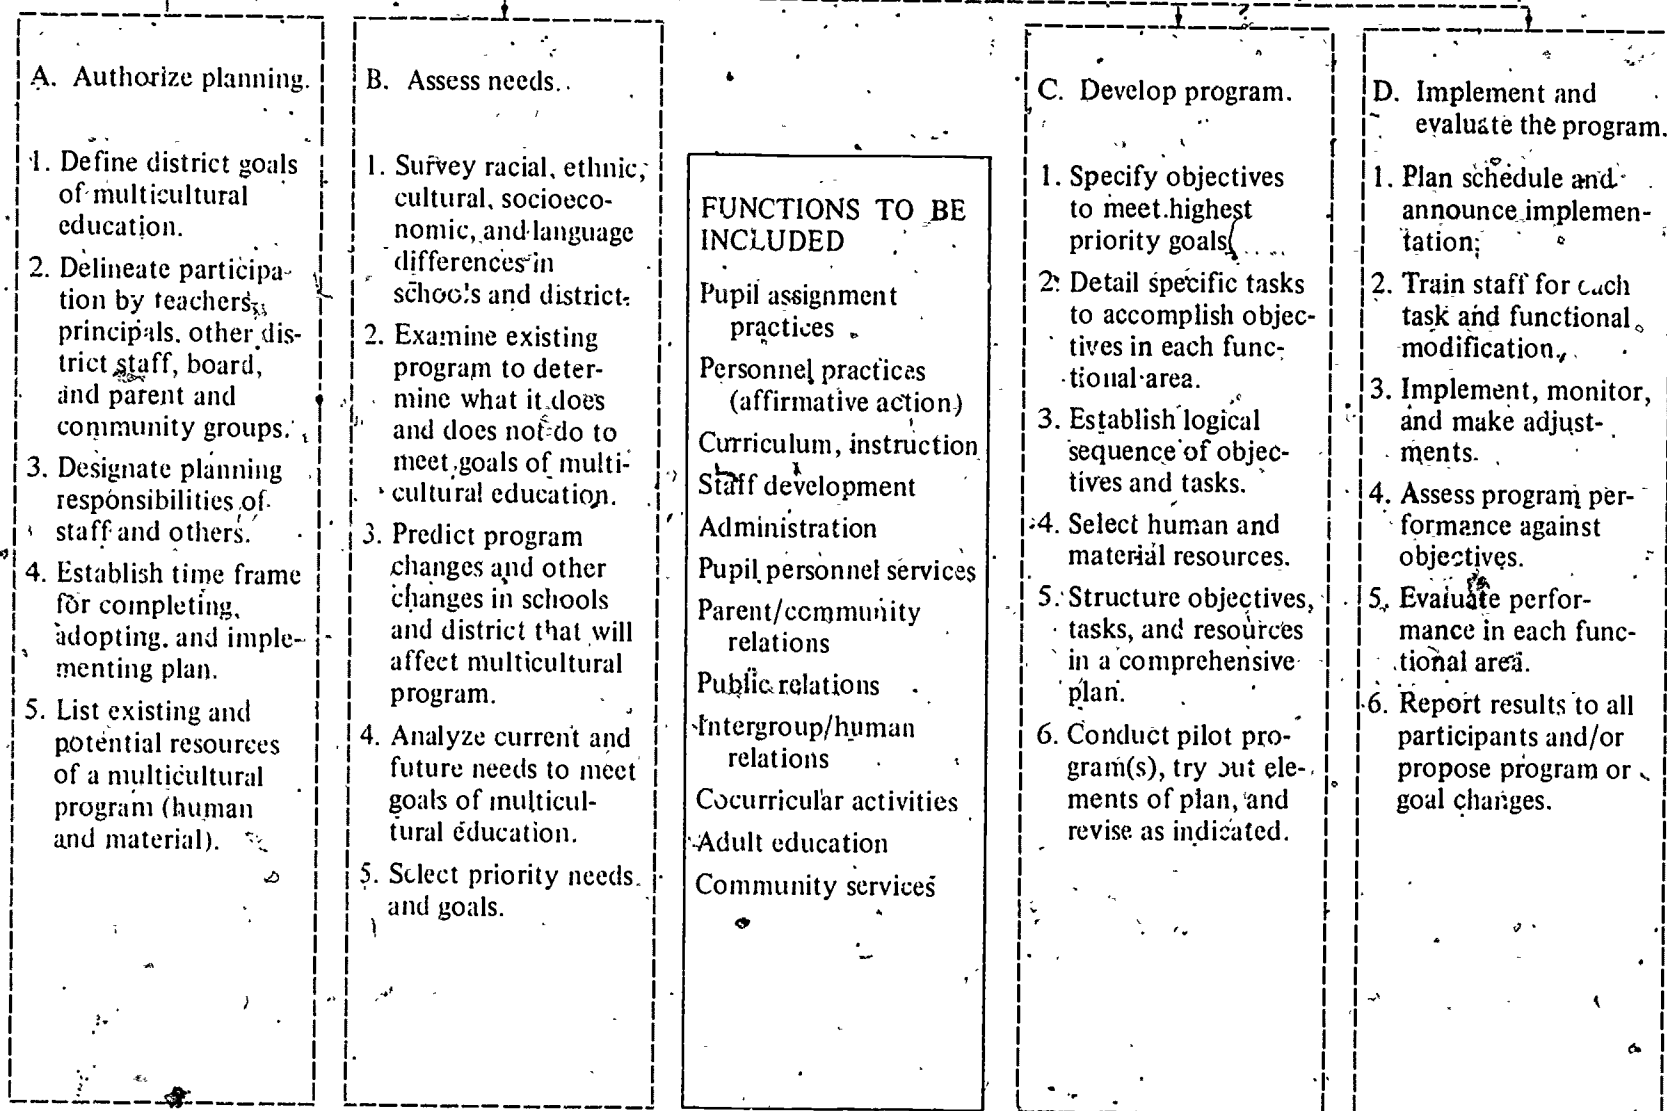 A. Authorize planning.
1. Define district goals
of multicultural
education.
2. Delineate participa-
tion by teachers,
principals, other dis-
trict staff, board,
and parent and
community groups.
3. Designate planning
responsibilities of
staff and others.
4. Establish time frame
for completing,
adopting, and imple-
menting plan.
5. List existing and
potential resources
of a multicultural
program (human
and material).
B. Assess needs.
1. Survey racial, ethnic,
cultural, socioeco-
nomic, and language
differences in
schools and district.
2. Examine existing
program to deter-
mine what it does
and does not do to
meet goals of multi-
cultural education.
3. Predict program
changes and other
changes in schools
and district that will
affect multicultural
program.
4. Analyze current and
future needs to meet
goals of multicul-
tural education.
5. Select priority needs
and goals.
FUNCTIONS TO BE
INCLUDED
Pupil assignment
practices
Personnel practices
(affirmative action)
Curriculum, instruction
Staff development
Administration
Pupil personnel services
Parent/community
relations
Public relations
Intergroup/human
relations
Cocurricular activities
Adult education
Community services
C. Develop program.
1. Specify objectives
to meet highest
priority goals.
2. Detail specific tasks
to accomplish objec-
tives in each func-
tional area.
3. Establish logical
sequence of objec-
tives and tasks.
4. Select human and
material resources.
5. Structure objectives,
tasks, and resources
in a comprehensive
plan.
6. Conduct pilot pro-
gram(s), try out ele-
ments of plan, and
revise as indicated.
D. Implement and
evaluate the program.
1. Plan schedule and
announce implemen-
tation.
2. Train staff for each
task and functional
modification.
3. Implement, monitor,
and make adjust-
ments.
4. Assess program per-
formance against
objectives.
5. Evaluate perfor-
mance in each func-
tional area.
6. Report results to all
participants and/or
propose program or
goal changes.